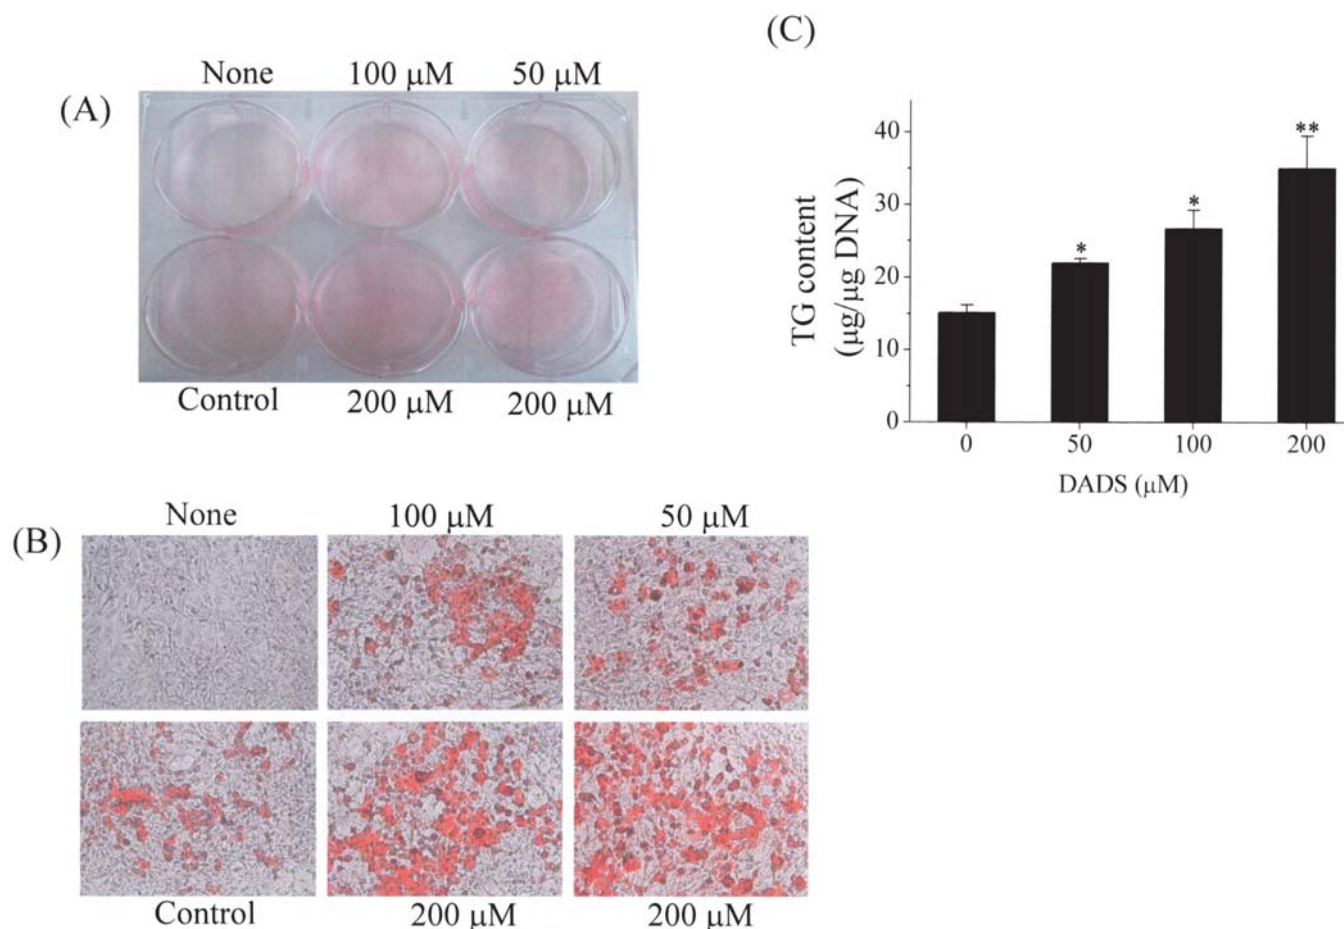 (A)
None 100 μM 50 μM
Control 200 μM 200 μM
(B)
None 100 μM 50 μM
Control 200 μM 200 μM
(C)
TG content
(μg/μg DNA)
40
30
20
10
0
* * **
0 50 100 200
DADS (μM)